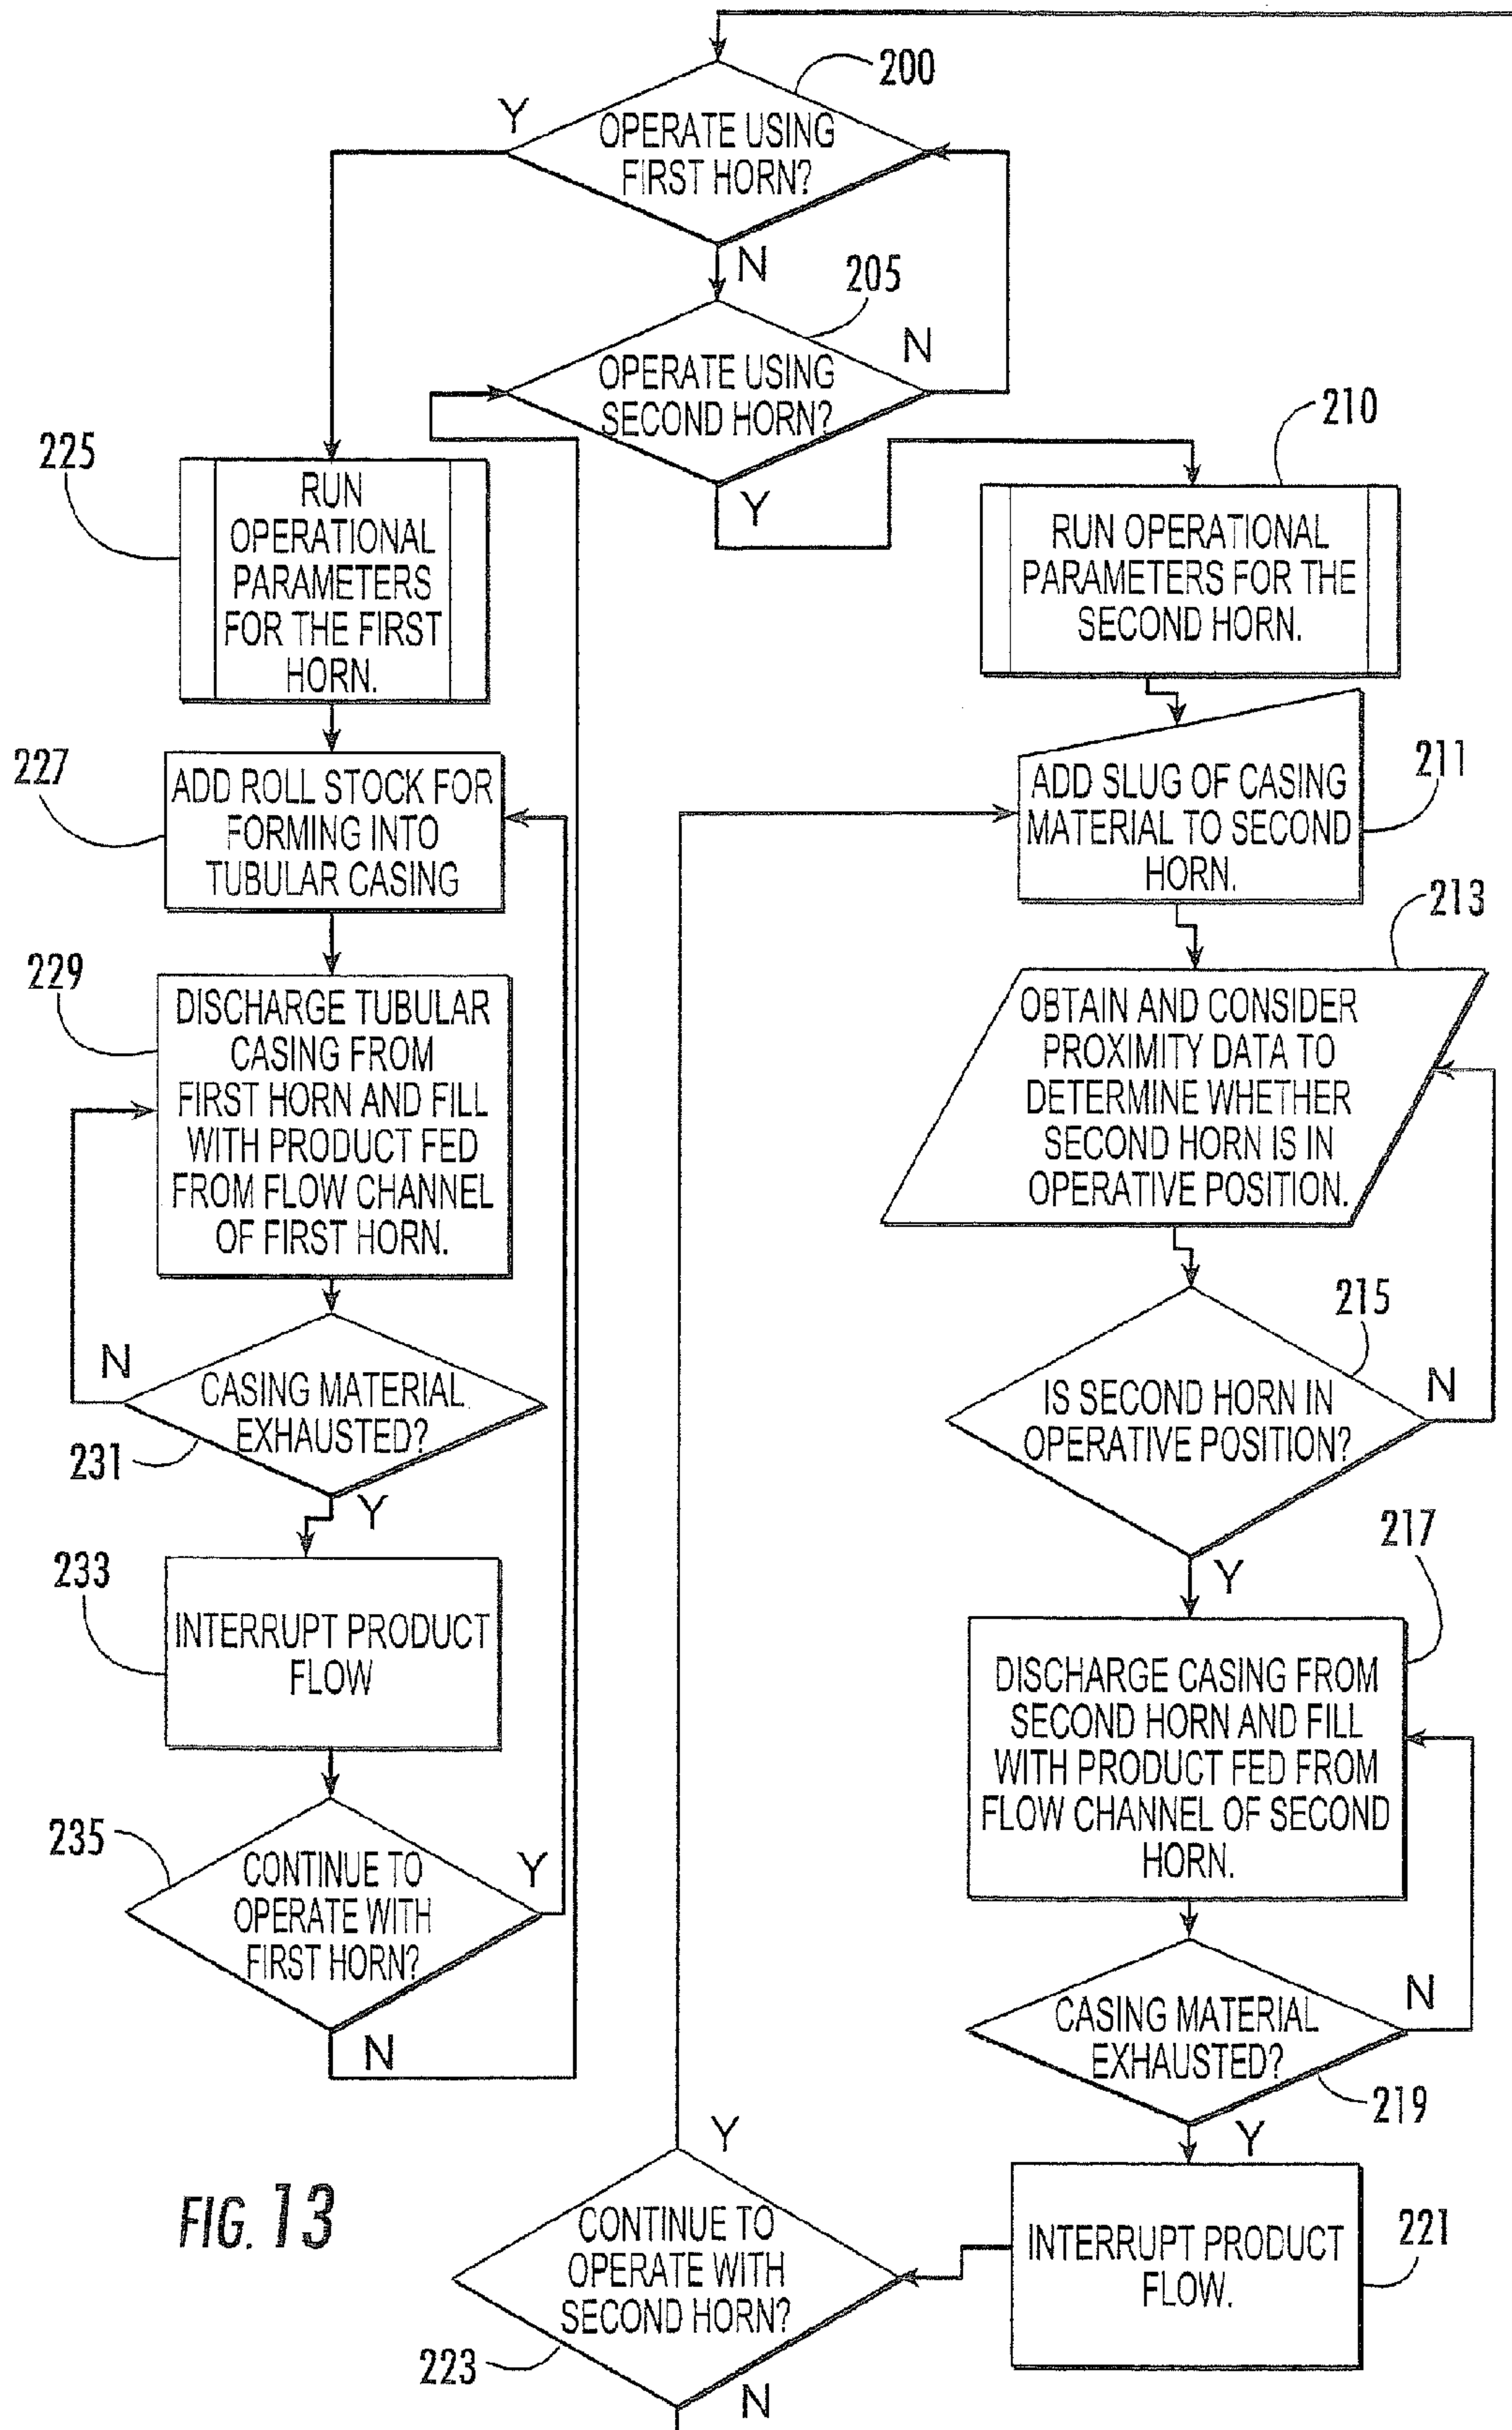 200
Y
OPERATE USING
FIRST HORN?
N
205
OPERATE USING
SECOND HORN?
N
Y
210
RUN OPERATIONAL
PARAMETERS FOR THE
SECOND HORN.
225
RUN
OPERATIONAL
PARAMETERS
FOR THE FIRST
HORN.
227
ADD ROLL STOCK FOR
FORMING INTO
TUBULAR CASING
229
DISCHARGE TUBULAR
CASING FROM
FIRST HORN AND FILL
WITH PRODUCT FED
FROM FLOW CHANNEL
OF FIRST HORN.
N
CASING MATERIAL
EXHAUSTED?
231
Y
233
INTERRUPT PRODUCT
FLOW
235
CONTINUE TO
OPERATE WITH
FIRST HORN?
Y
N
211
ADD SLUG OF CASING
MATERIAL TO SECOND
HORN.
213
OBTAIN AND CONSIDER
PROXIMITY DATA TO
DETERMINE WHETHER
SECOND HORN IS IN
OPERATIVE POSITION.
215
IS SECOND HORN IN
OPERATIVE POSITION?
N
Y
217
DISCHARGE CASING FROM
SECOND HORN AND FILL
WITH PRODUCT FED FROM
FLOW CHANNEL OF SECOND
HORN.
CASING MATERIAL
EXHAUSTED?
N
219
Y
INTERRUPT PRODUCT
FLOW.
221
Y
CONTINUE TO
OPERATE WITH
SECOND HORN?
223
N
FIG. 13